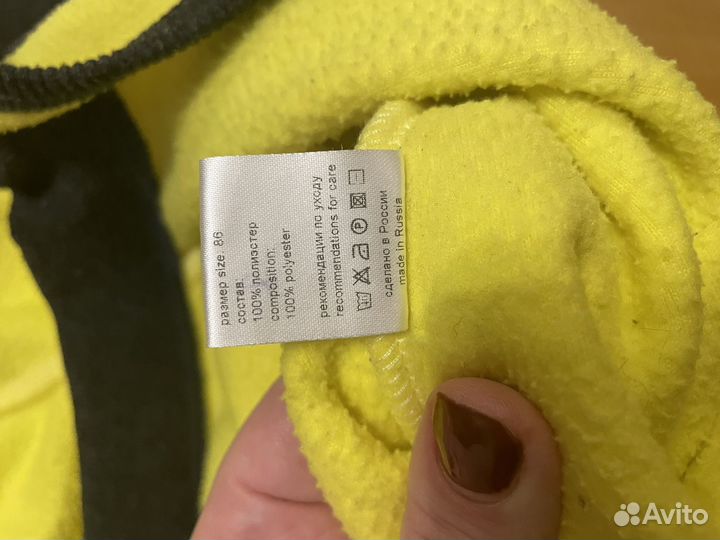 размер size: 86
состав:
100% полиэстер
composition:
100% polyester
рекомендации по уходу
recommendations for care
P
сделано в России
made in Russia
Avito